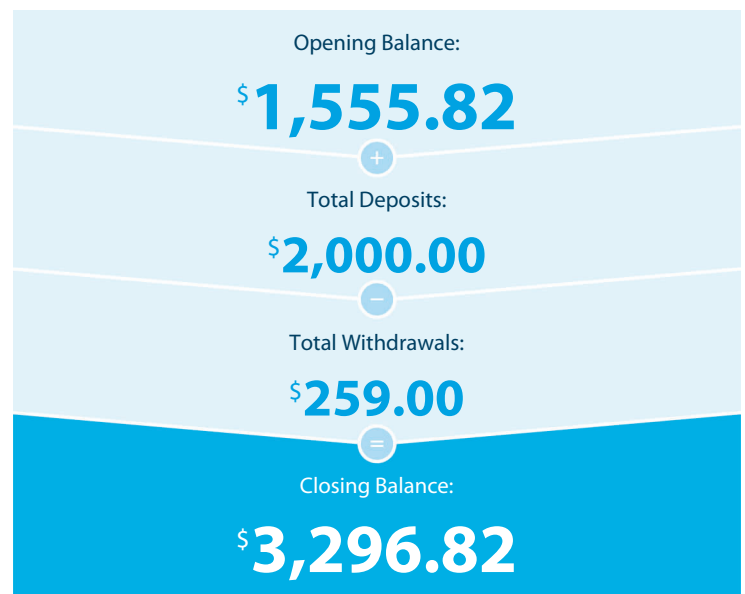 Opening Balance:
$1,555.82
+
Total Deposits:
$2,000.00
−
Total Withdrawals:
$259.00
=
Closing Balance:
$3,296.82